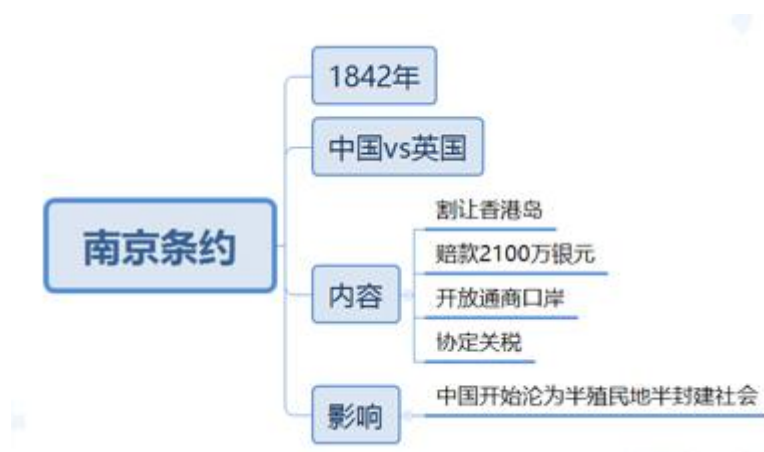 1842年
中国vs英国
南京条约
内容
割让香港岛
赔款2100万银元
开放通商口岸
协定关税
影响
中国开始沦为半殖民地半封建社会